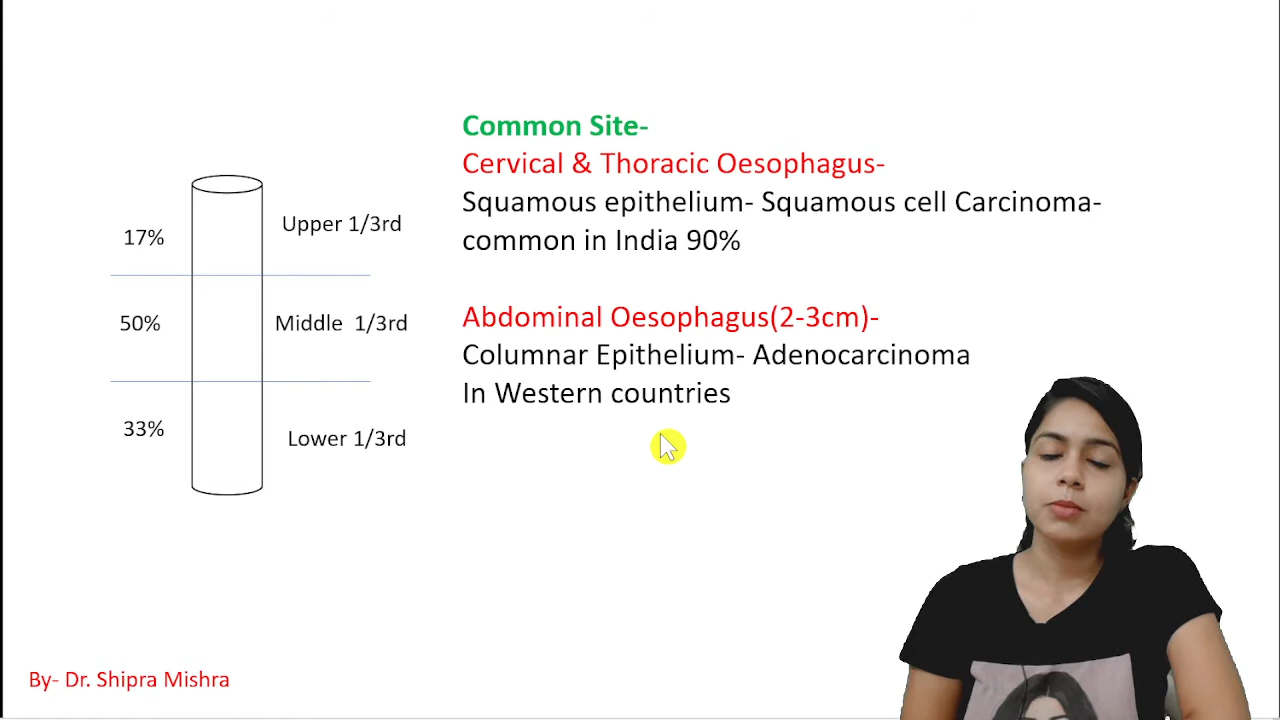 Common Site-
Cervical & Thoracic Oesophagus-
Squamous epithelium- Squamous cell Carcinoma-
common in India 90%
Abdominal Oesophagus(2-3cm)-
Columnar Epithelium- Adenocarcinoma
In Western countries
17%
Upper 1/3rd
50%
Middle 1/3rd
33%
Lower 1/3rd
By- Dr. Shipra Mishra